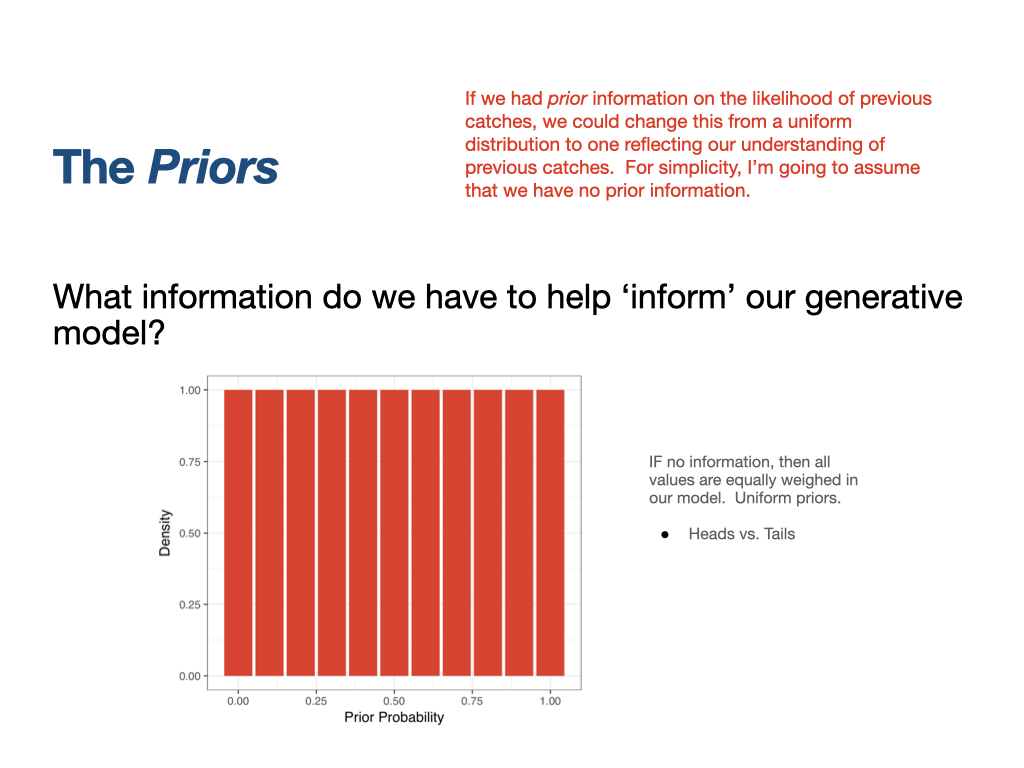 If we had prior information on the likelihood of previous
catches, we could change this from a uniform
distribution to one reflecting our understanding of
previous catches.  For simplicity, I'm going to assume
that we have no prior information.
The Priors
What information do we have to help ‘inform’ our generative
model?
1.00
0.75
0.50
0.25
0.00
Density
0.00 0.25 0.50 0.75 1.00
Prior Probability
IF no information, then all
values are equally weighed in
our model.  Uniform priors.
● Heads vs. Tails